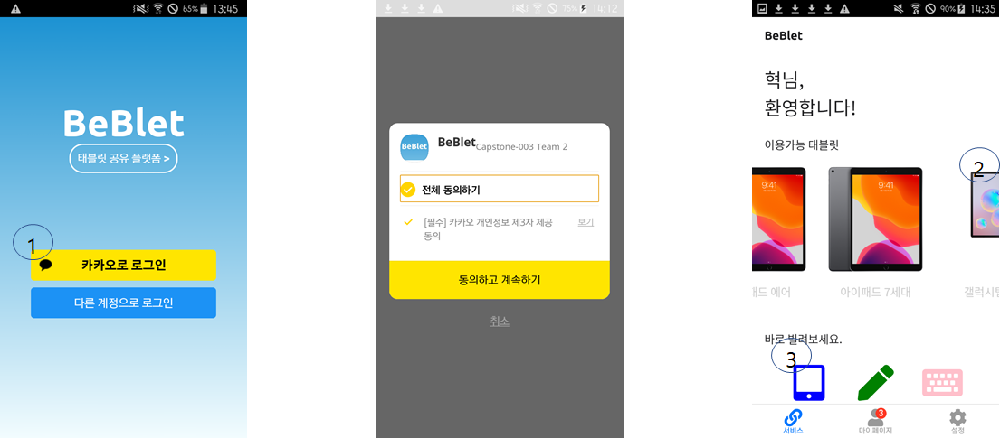 65% 13:45
BeBlet
태블릿 공유 플랫폼 >
1
카카오로 로그인
다른 계정으로 로그인
75% 14:12
BeBlet
BeBlet Capstone-003 Team 2
전체 동의하기
[필수] 카카오 개인정보 제3자 제공 보기
동의
동의하고 계속하기
취소
90% 14:35
BeBlet
혁님,
환영합니다!
이용가능 태블릿
2
9:41
9:41
패드 에어 아이패드 7세대 갤럭시탭
바로 빌려보세요.
3
3
서비스 마이페이지 설정